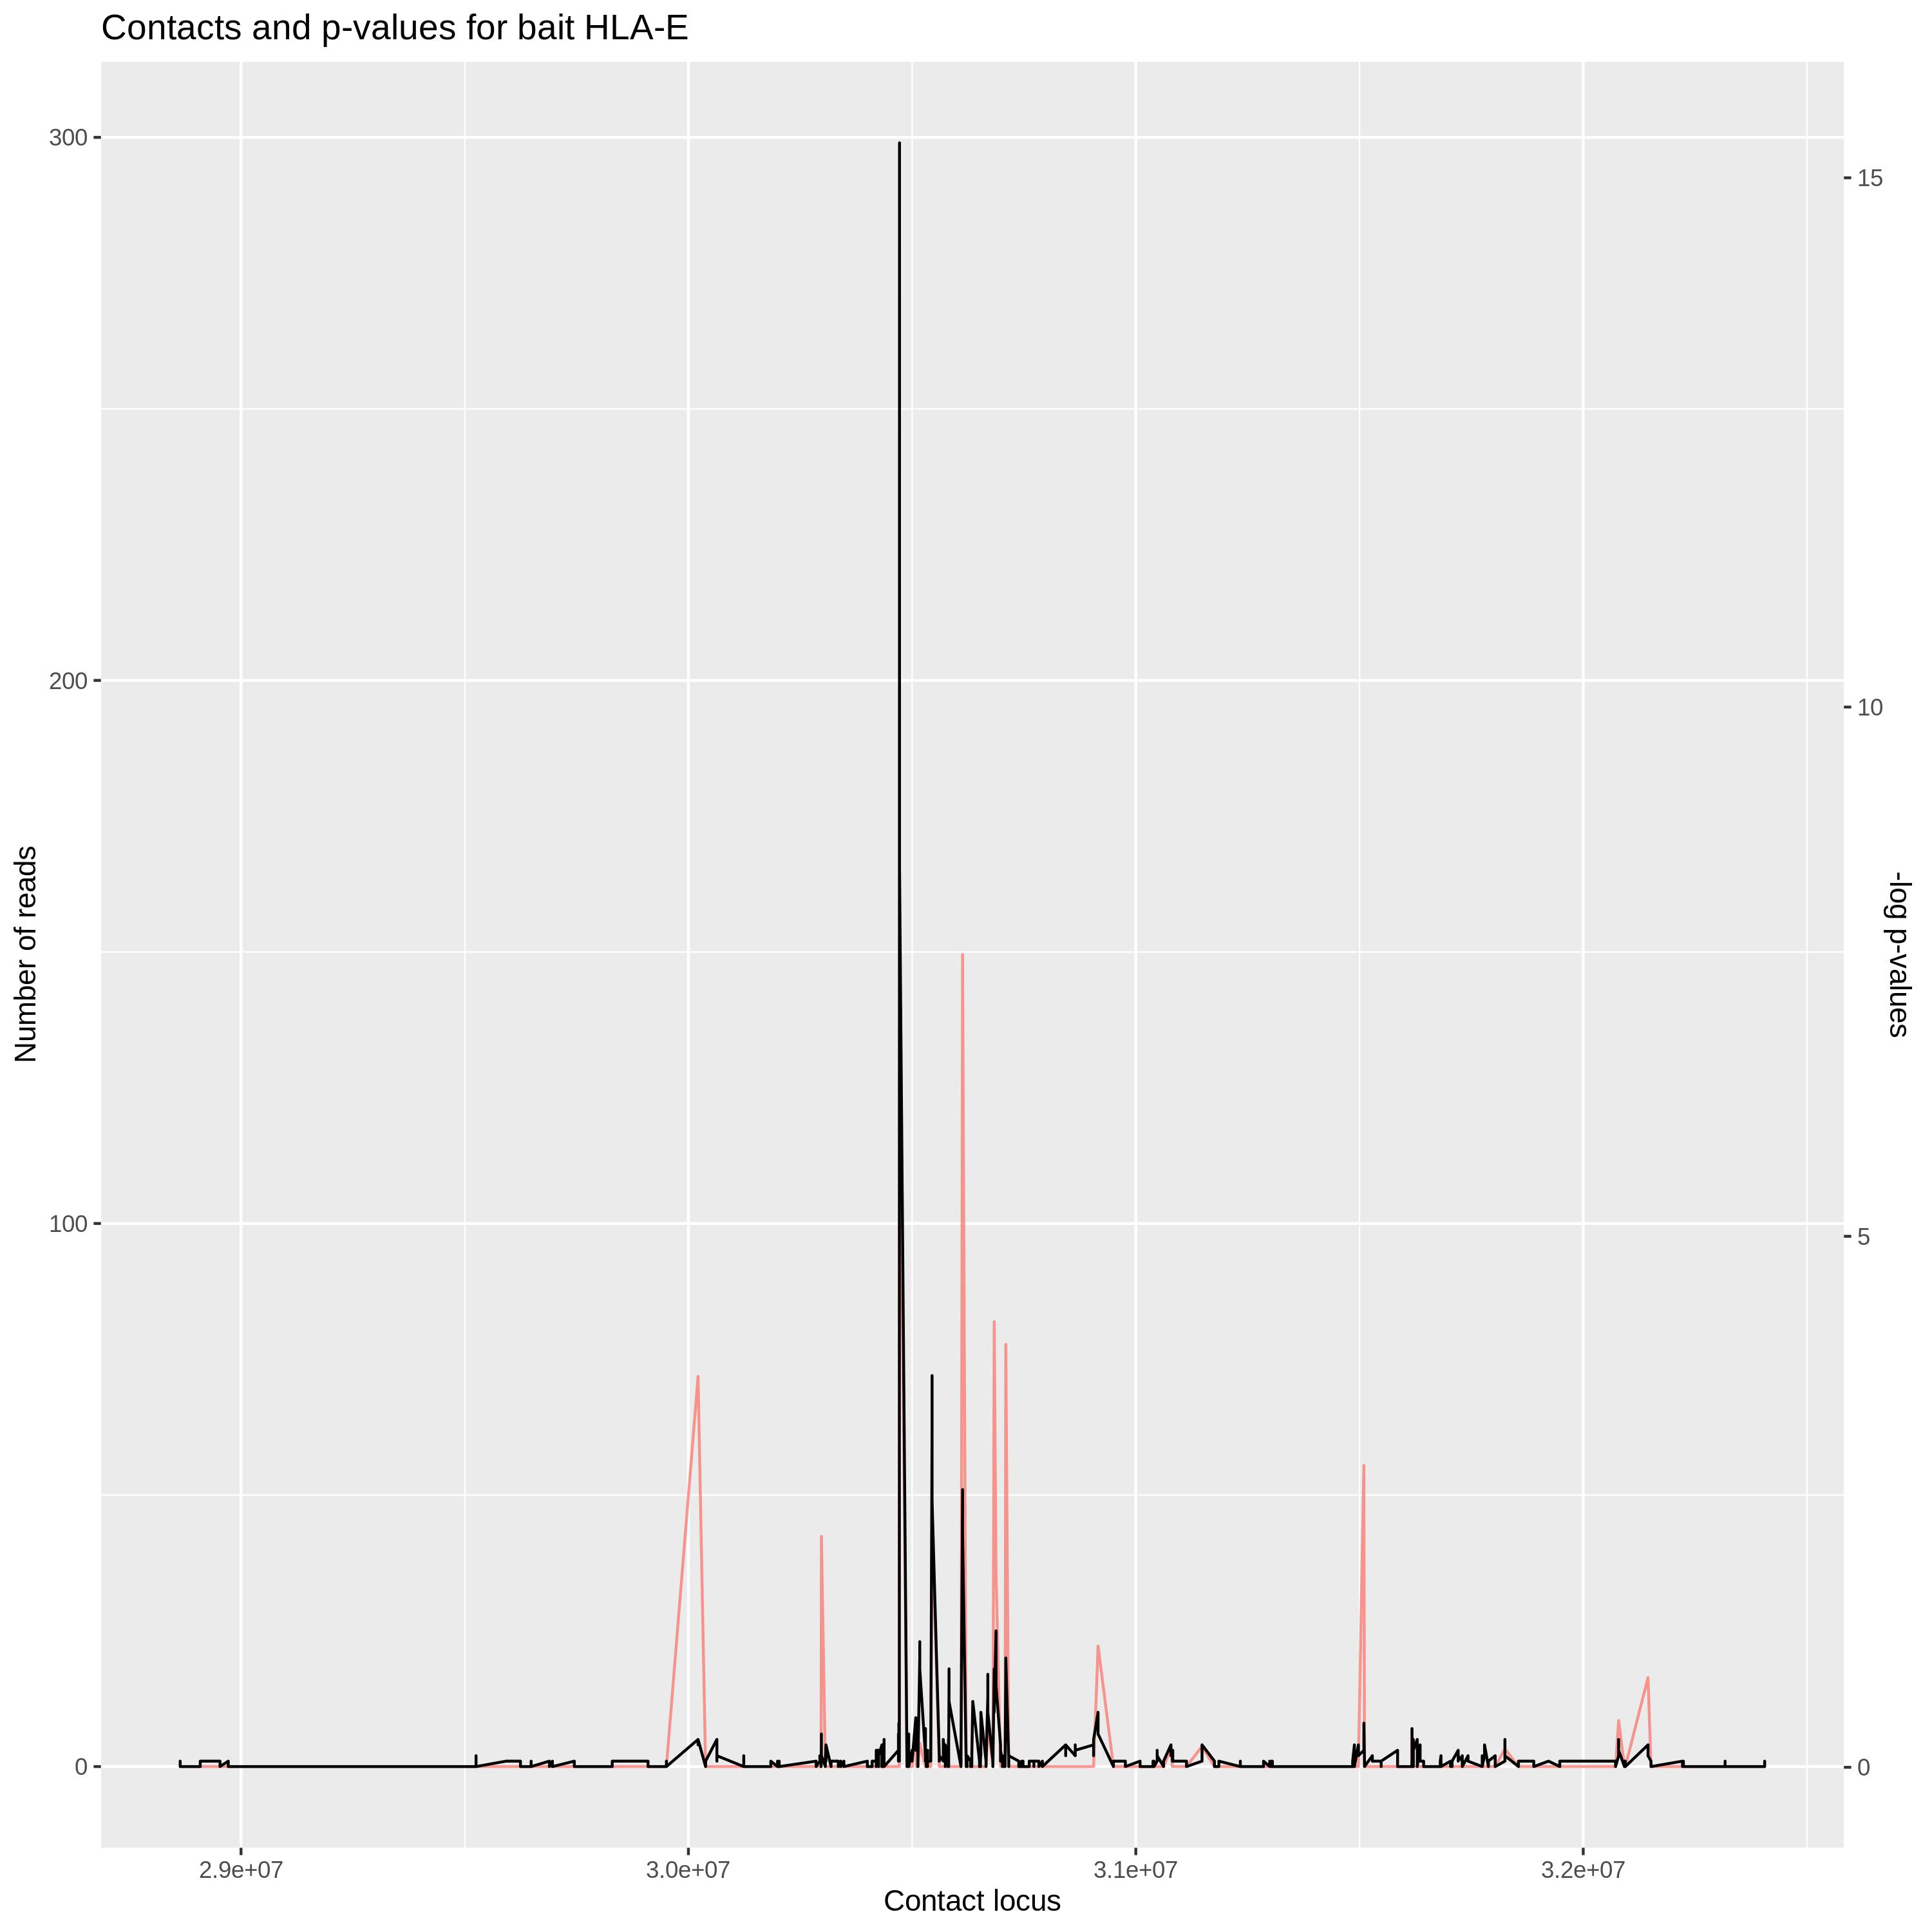 Contacts and p-values for bait HLA-E
300
200
100
0
15
10
5
0
Number of reads
-log p-values
2.9e+07
3.0e+07
3.1e+07
3.2e+07
Contact locus